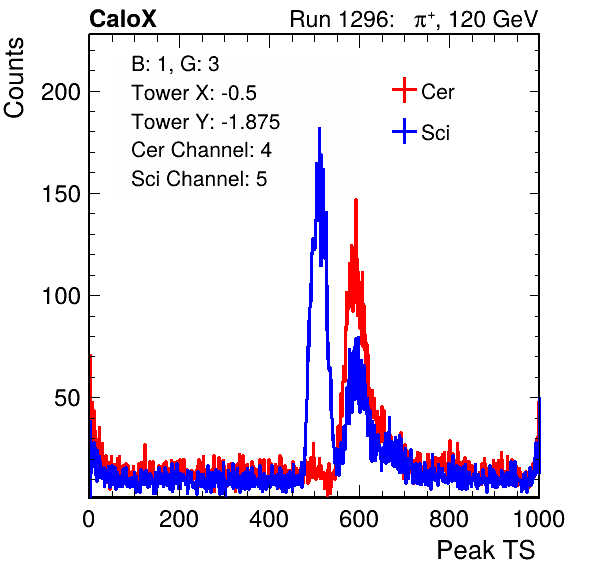 CaloX Run 1296: π⁺, 120 GeV
Counts
B: 1, G: 3
Tower X: -0.5
Tower Y: -1.875
Cer Channel: 4
Sci Channel: 5
Cer
Sci
200
150
100
50
0 200 400 600 800 1000
Peak TS